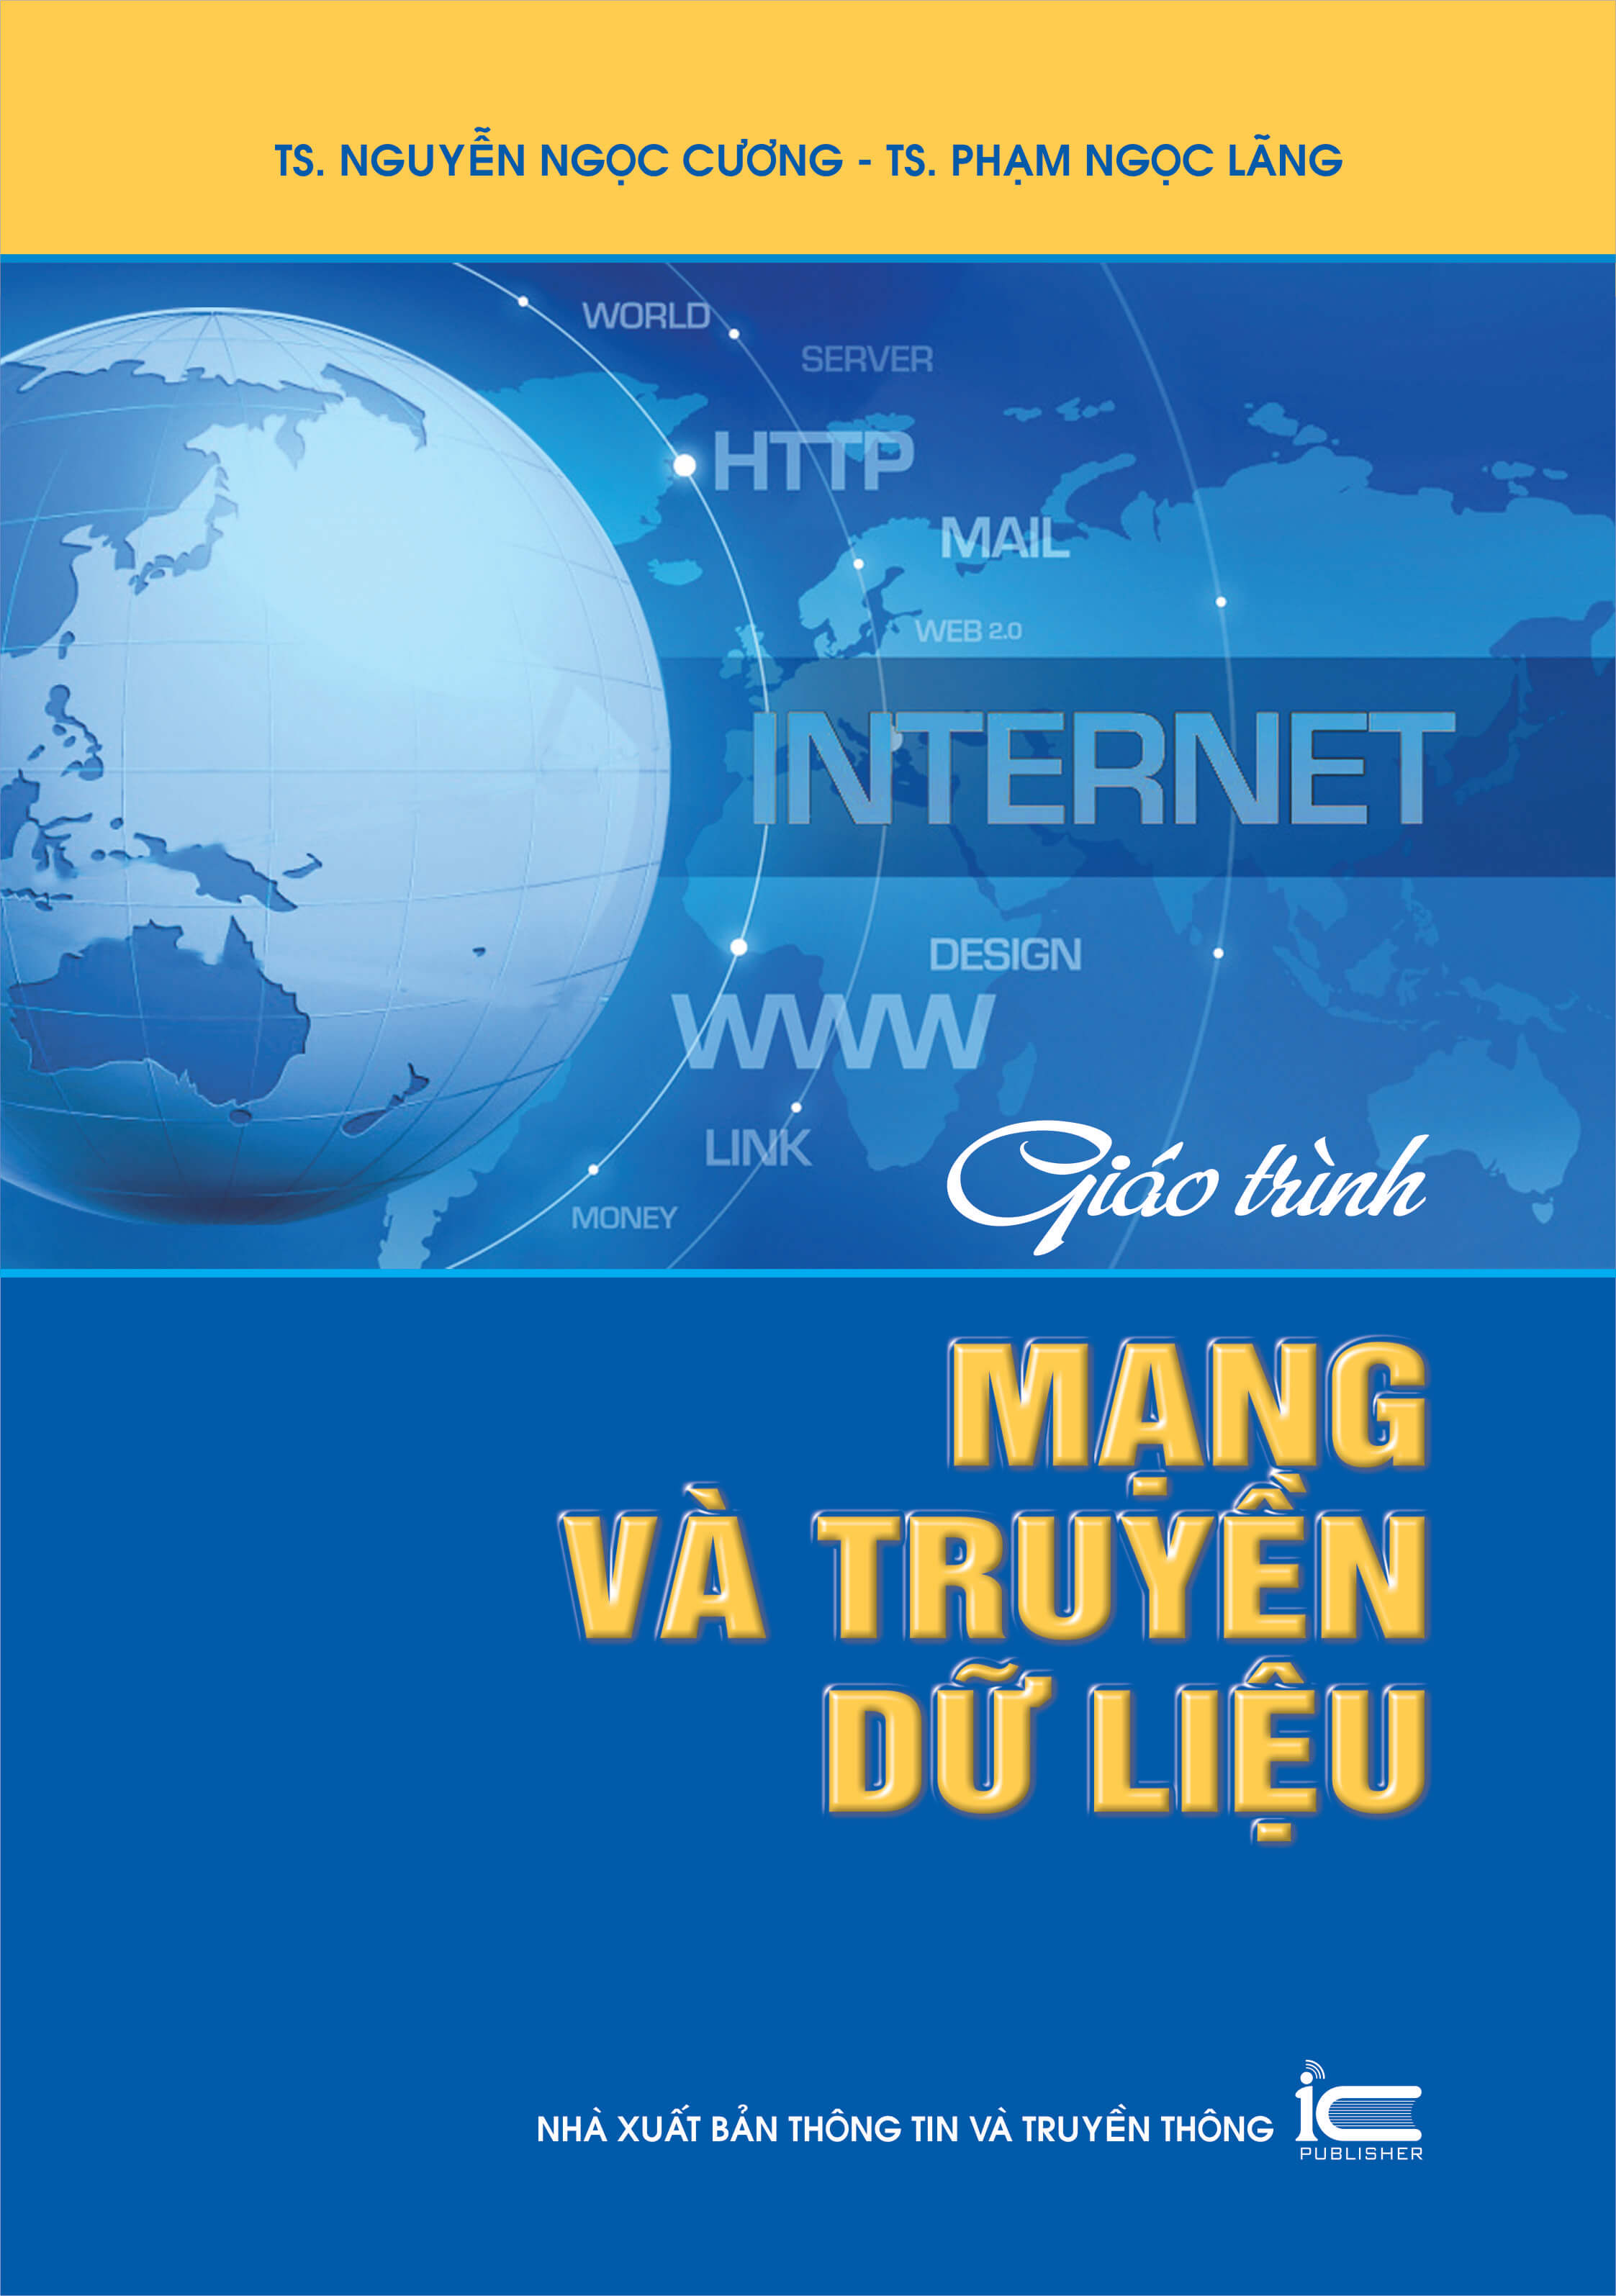 TS. NGUYỄN NGỌC CƯƠNG - TS. PHẠM NGỌC LÃNG
WORLD
SERVER
HTTP
MAIL
WEB 2.0
INTERNET
DESIGN
WWW
LINK
MONEY
Giáo trình
MẠNG
VÀ TRUYỀN
DỮ LIỆU
NHÀ XUẤT BẢN THÔNG TIN VÀ TRUYỀN THÔNG
iC
PUBLISHER